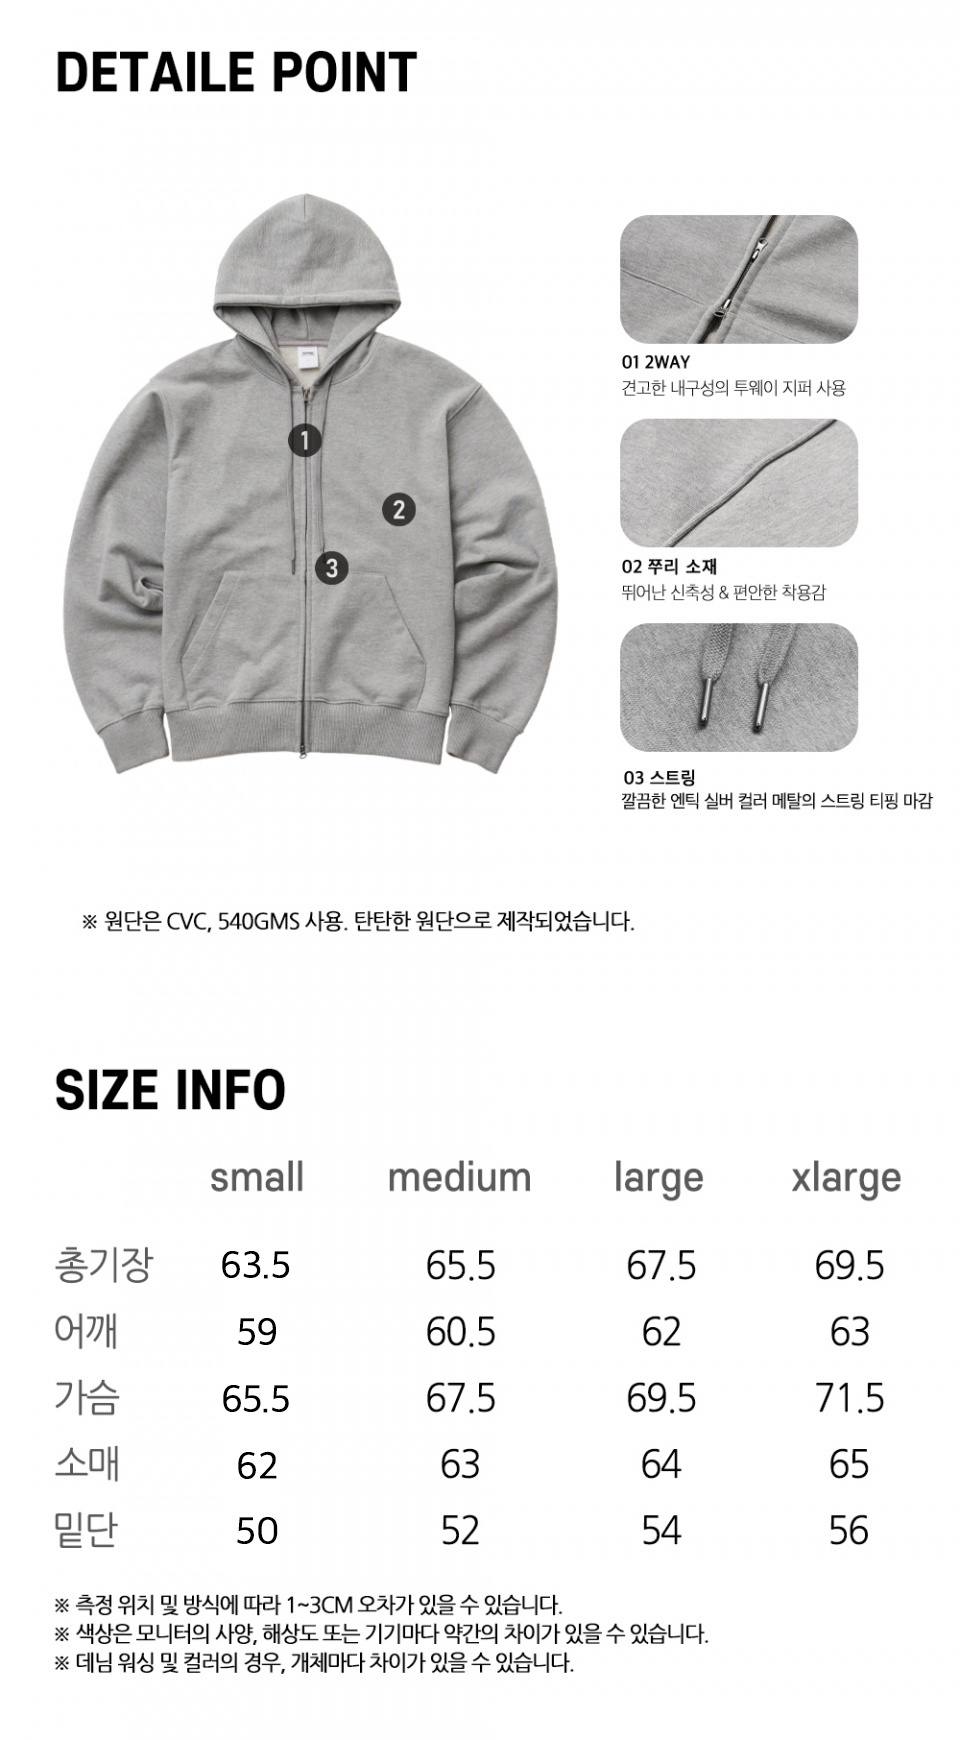 DETAILE POINT
1
2
3
01 2WAY
견고한 내구성의 투웨이 지퍼 사용
02 쭈리 소재
뛰어난 신축성 & 편안한 착용감
03 스트링
깔끔한 엔틱 실버 컬러 메탈의 스트링 티핑 마감
※ 원단은 CVC, 540GMS 사용. 탄탄한 원단으로 제작되었습니다.
SIZE INFO
small medium large xlarge
총기장 63.5 65.5 67.5 69.5
어깨 59 60.5 62 63
가슴 65.5 67.5 69.5 71.5
소매 62 63 64 65
밑단 50 52 54 56
※ 측정 위치 및 방식에 따라 1~3CM 오차가 있을 수 있습니다.
※ 색상은 모니터의 사양, 해상도 또는 기기마다 약간의 차이가 있을 수 있습니다.
※ 데님 워싱 및 컬러의 경우, 개체마다 차이가 있을 수 있습니다.